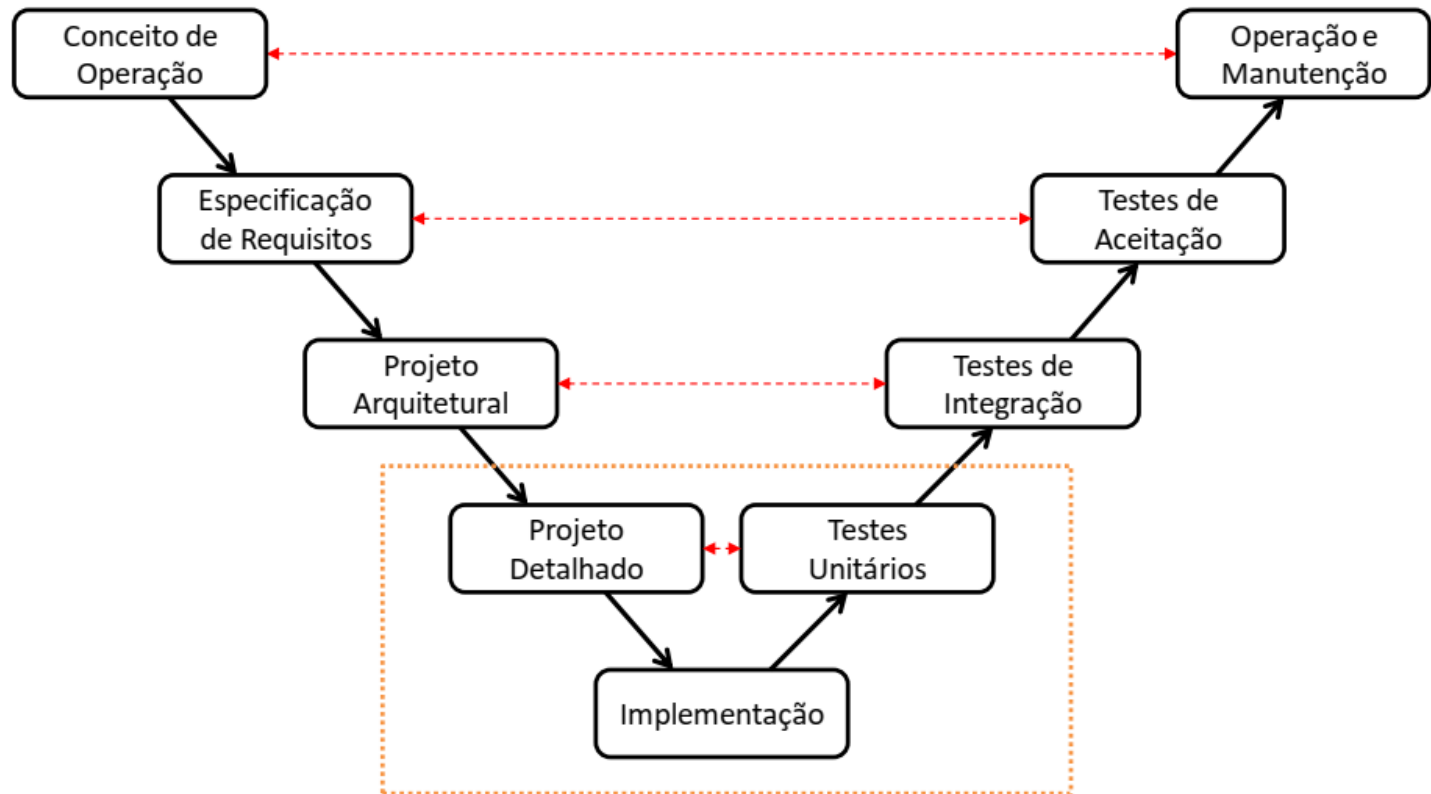 Conceito de
Operação
Operação e
Manutenção
Especificação
de Requisitos
Testes de
Aceitação
Projeto
Arquitetural
Testes de
Integração
Projeto
Detalhado
Testes
Unitários
Implementação